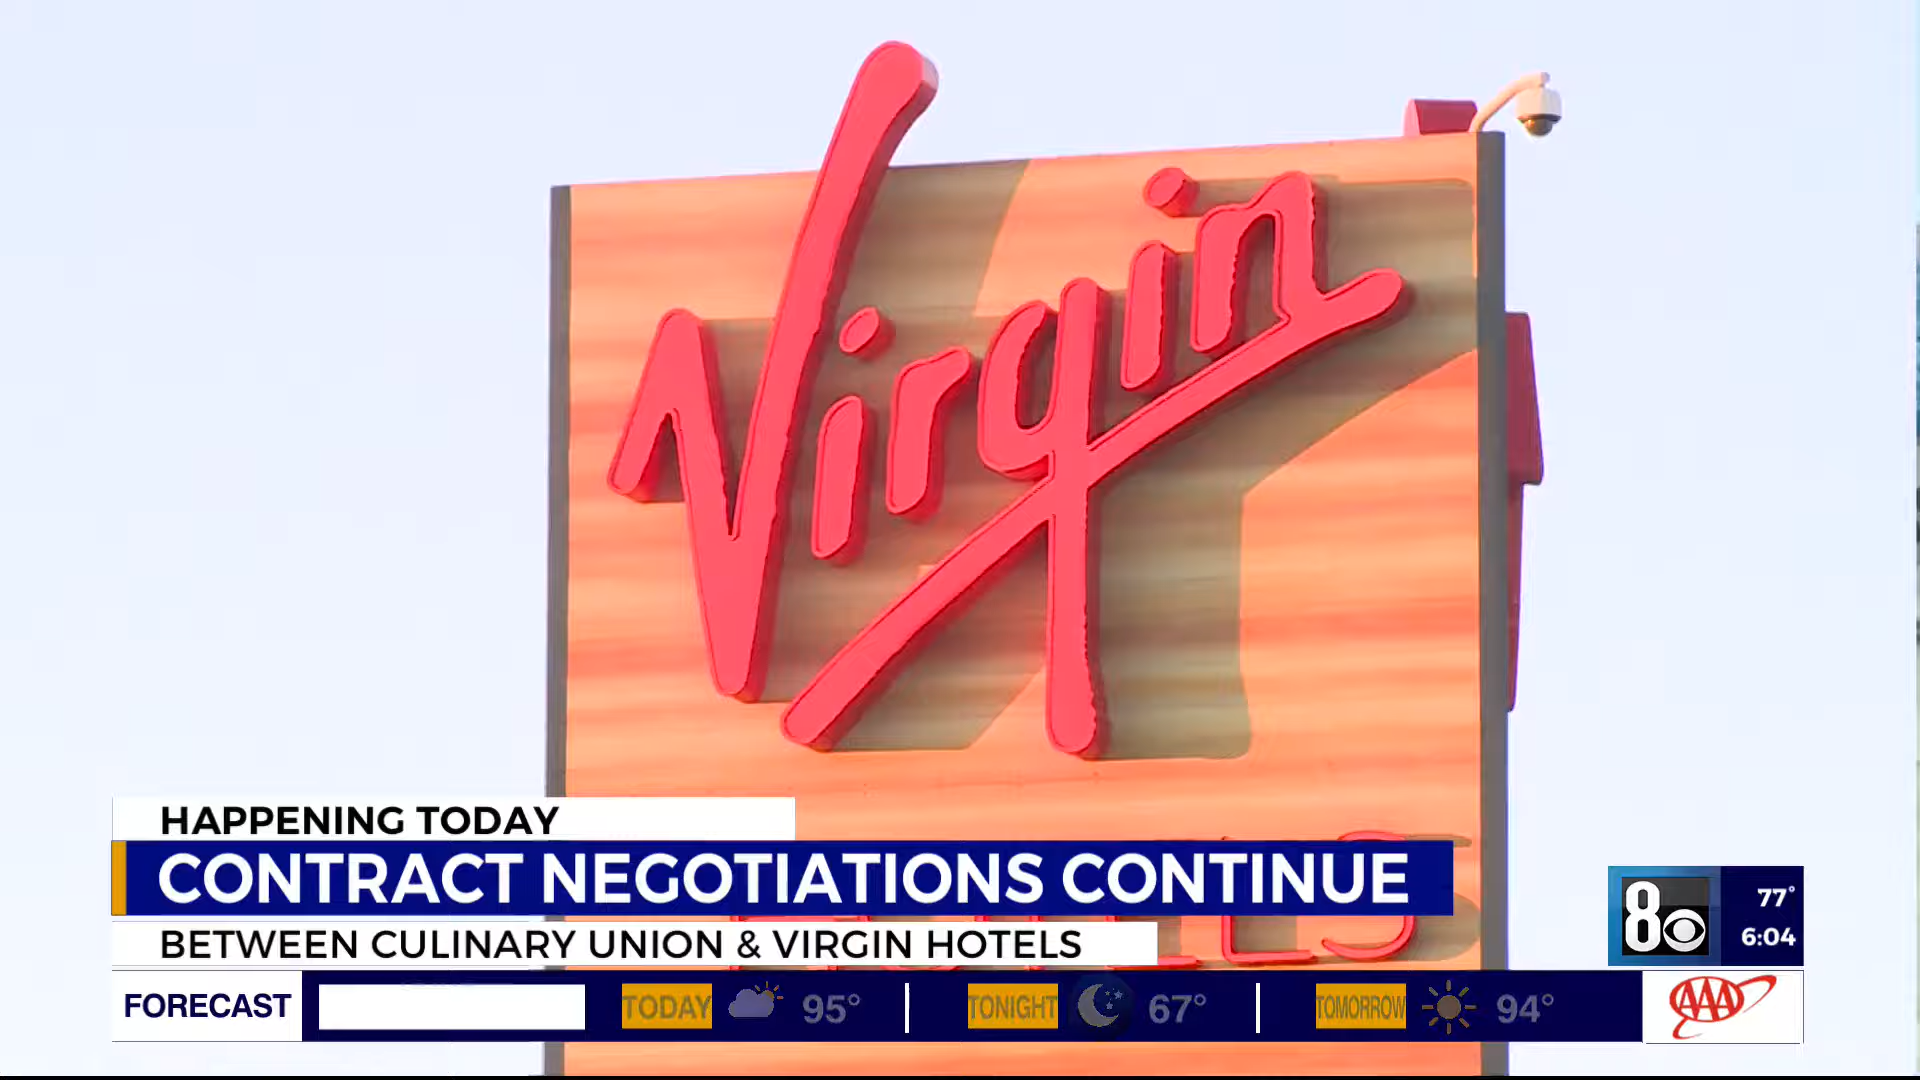 Virgin
HAPPENING TODAY
CONTRACT NEGOTIATIONS CONTINUE
BETWEEN CULINARY UNION & VIRGIN HOTELS
8
77°
6:04
FORECAST
TODAY 95°
TONIGHT 67°
TOMORROW 94°
AAA